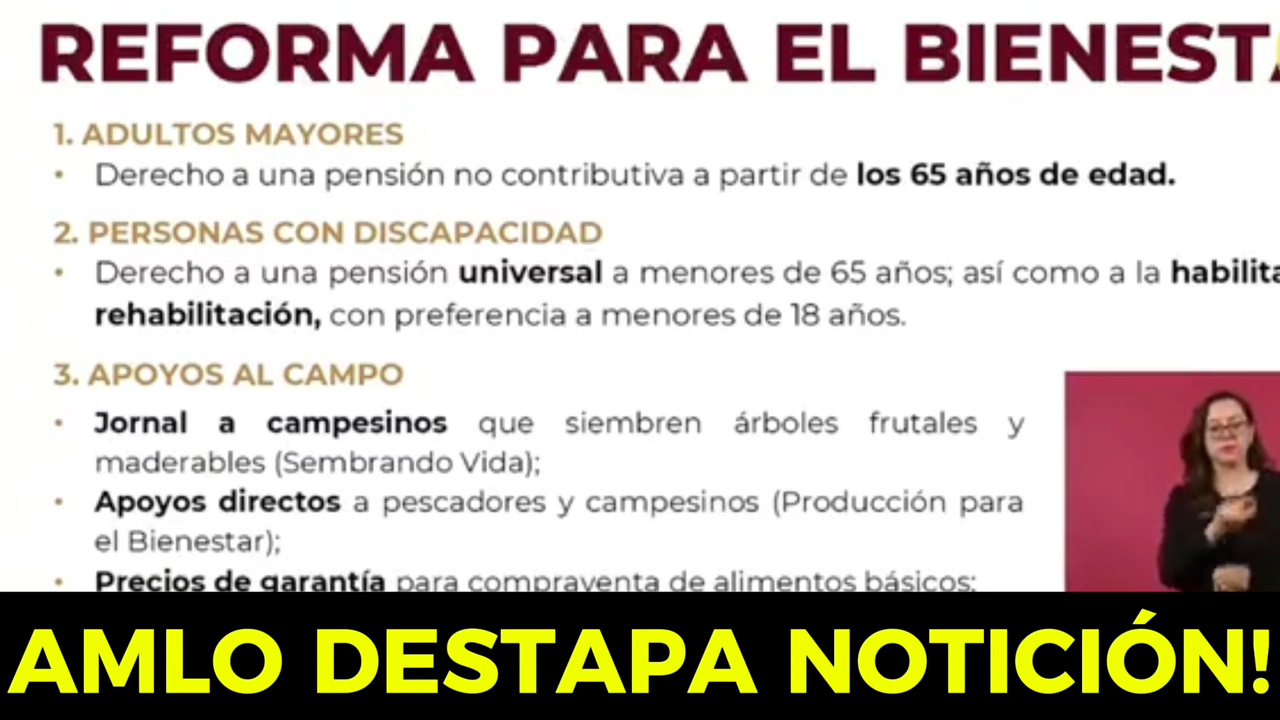 REFORMA PARA EL BIENESTA
1. ADULTOS MAYORES
• Derecho a una pensión no contributiva a partir de los 65 años de edad.
2. PERSONAS CON DISCAPACIDAD
• Derecho a una pensión universal a menores de 65 años; así como a la habilita
rehabilitación, con preferencia a menores de 18 años.
3. APOYOS AL CAMPO
• Jornal a campesinos que siembren árboles frutales y
maderables (Sembrando Vida);
• Apoyos directos a pescadores y campesinos (Producción para
el Bienestar);
• Precios de garantía para compraventa de alimentos básicos;
AMLO DESTAPA NOTICIÓN!